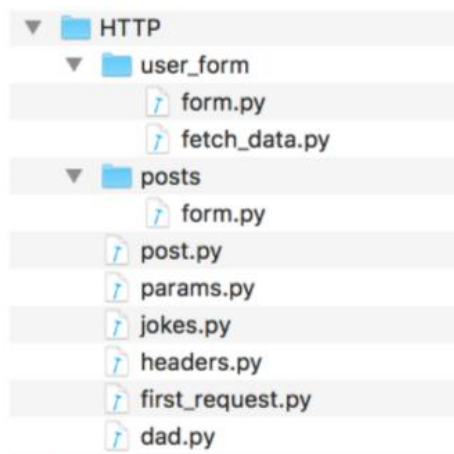 HTTP
user_form
form.py
fetch_data.py
posts
form.py
post.py
params.py
jokes.py
headers.py
first_request.py
dad.py